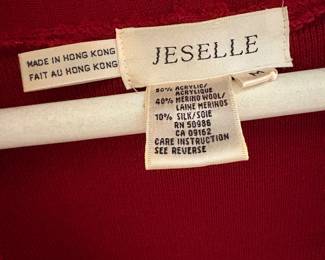 MADE IN HONG KONG
FAIT AU HONG KONG
JESELLE
M
50% ACRYLIC/
ACRYLIQUE
40% MERINO WOOL/
LAINE MERINOS
10% SILK/SOIE
RN 50986
CA 09162
CARE INSTRUCTION
SEE REVERSE